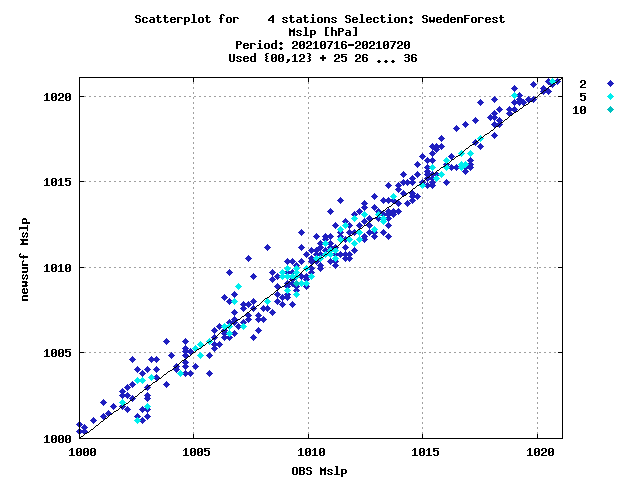 Scatterplot for    4 stations Selection: SwedenForest
Mslp [hPa]
Period: 20210716-20210720
Used {00,12} + 25 26 ... 36
2
5
10
1020
1015
1010
1005
1000
newsurf Mslp
1000 1005 1010 1015 1020
OBS Mslp